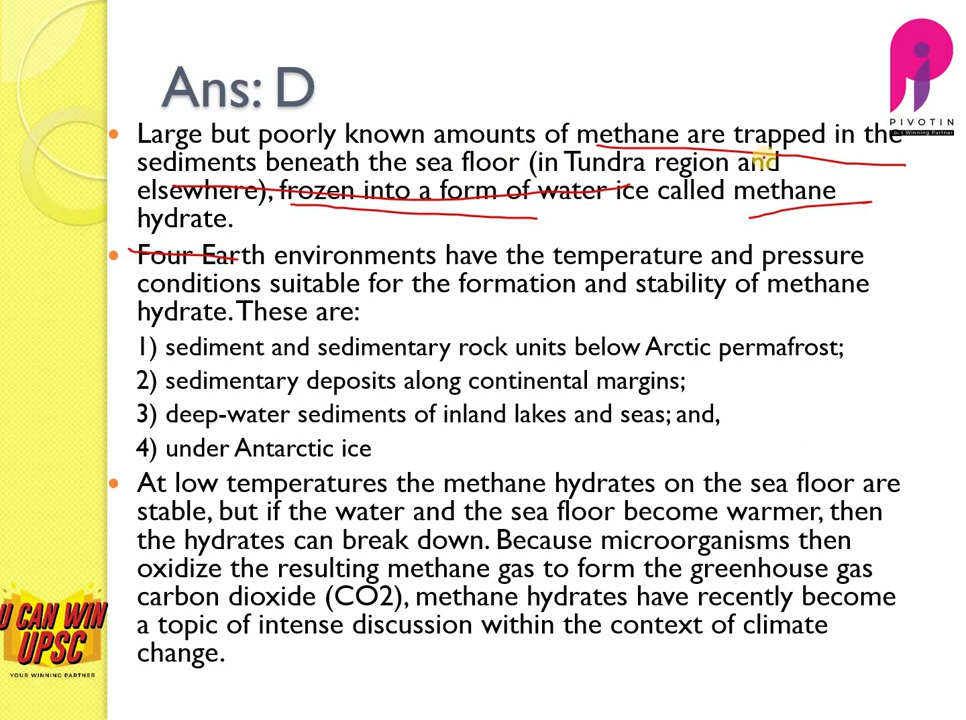 Ans: D
PIVOTIN
Your Winning Partner
Large but poorly known amounts of methane are trapped in the
sediments beneath the sea floor (in Tundra region and
elsewhere), frozen into a form of water ice called methane
hydrate.
Four Earth environments have the temperature and pressure
conditions suitable for the formation and stability of methane
hydrate. These are:
1) sediment and sedimentary rock units below Arctic permafrost;
2) sedimentary deposits along continental margins;
3) deep-water sediments of inland lakes and seas; and,
4) under Antarctic ice
At low temperatures the methane hydrates on the sea floor are
stable, but if the water and the sea floor become warmer, then
the hydrates can break down. Because microorganisms then
oxidize the resulting methane gas to form the greenhouse gas
carbon dioxide (CO2), methane hydrates have recently become
a topic of intense discussion within the context of climate
change.
U CAN WIN
UPSC
YOUR WINNING PARTNER